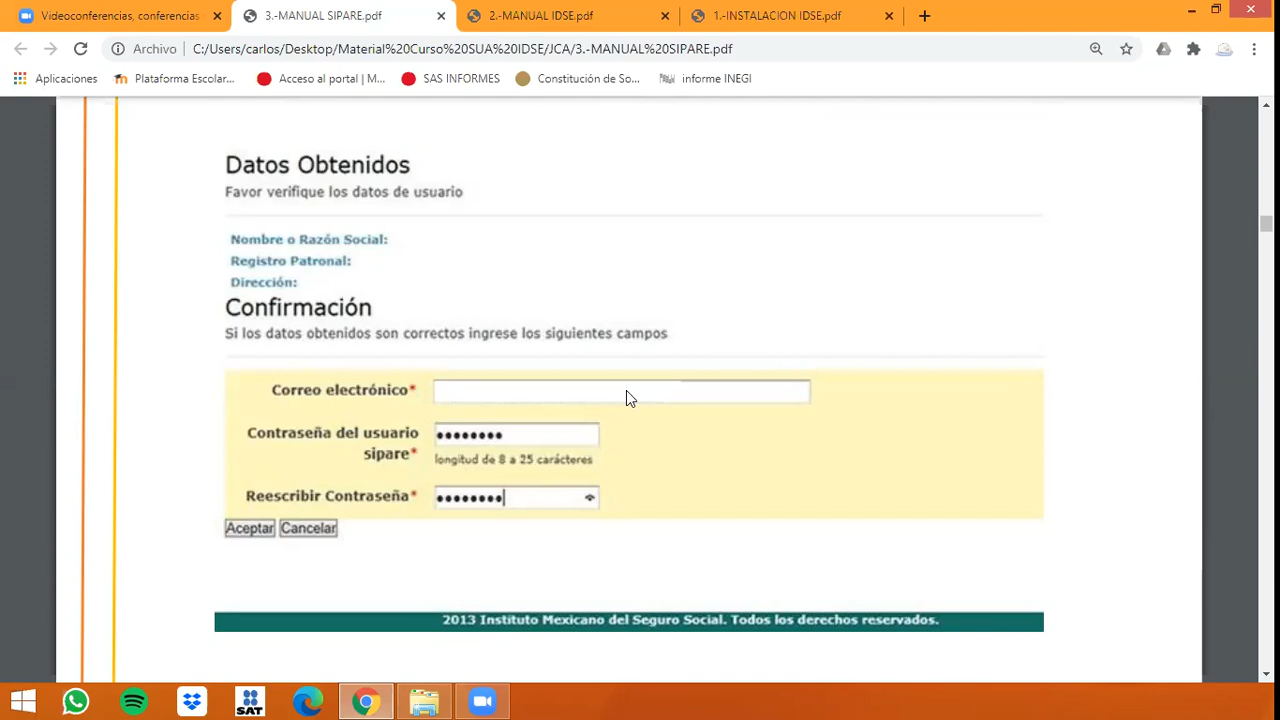 Videoconferencias, conferencias
3.-MANUAL SIPARE.pdf
2.-MANUAL IDSE.pdf
1.-INSTALACION IDSE.pdf
Archivo
C:/Users/carlos/Desktop/Material%20Curso%20SUA%20IDSE/JCA/3.-MANUAL%20SIPARE.pdf
Aplicaciones
Plataforma Escolar...
Acceso al portal | M...
SAS INFORMES
Constitución de So...
informe INEGI
Datos Obtenidos
Favor verifique los datos de usuario
Nombre o Razón Social:
Registro Patronal:
Dirección:
Confirmación
Si los datos obtenidos son correctos ingrese los siguientes campos
Correo electrónico*
Contraseña del usuario
sipare*
longitud de 8 a 25 carácteres
Reescribir Contraseña*
Aceptar Cancelar
2013 Instituto Mexicano del Seguro Social. Todos los derechos reservados.
SAT